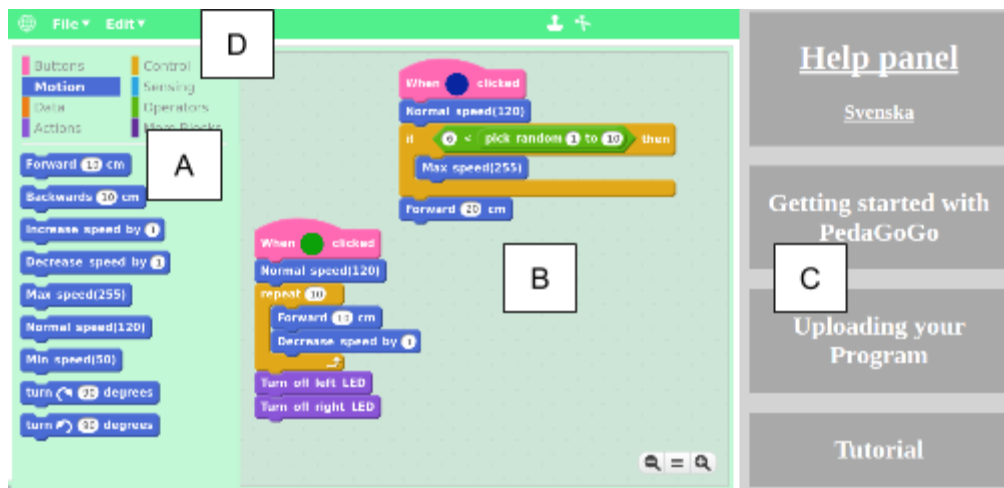 File▼ Edit▼
D
Buttons Control
Motion Sensing
Data Operators
Actions More Blocks
A
Forward 10 cm
Backwards 10 cm
Increase speed by 1
Decrease speed by 1
Max speed(255)
Normal speed(120)
Min speed(50)
turn 90 degrees
turn 90 degrees
When clicked
Normal speed(120)
if 6 < pick random 1 to 10 then
Max speed(255)
Forward 20 cm
When clicked
Normal speed(120)
repeat 10
Forward 10 cm
Decrease speed by 1
Turn off left LED
Turn off right LED
B
=
Help panel
Svenska
Getting started with
PedaGoGo
C
Uploading your
Program
Tutorial